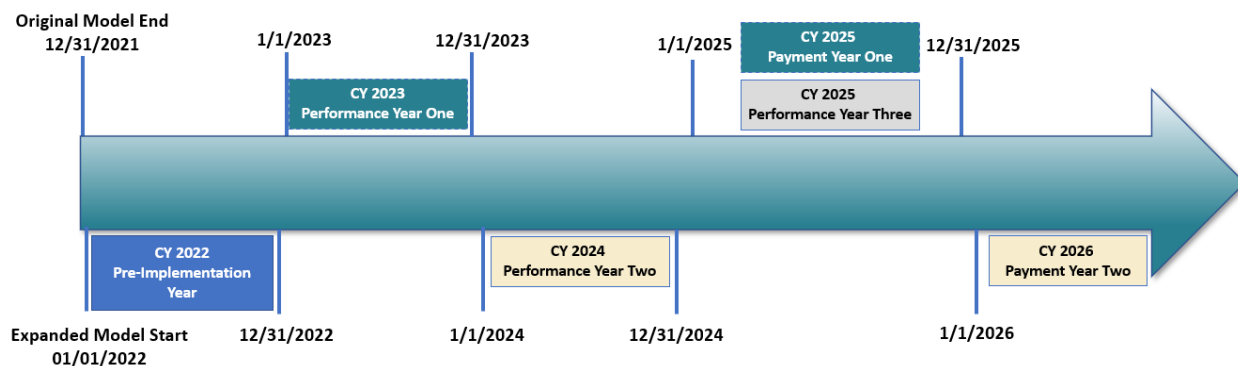 Original Model End
12/31/2021
1/1/2023
12/31/2023
1/1/2025
12/31/2025
CY 2023
Performance Year One
CY 2025
Payment Year One
CY 2025
Performance Year Three
CY 2022
Pre-Implementation
Year
CY 2024
Performance Year Two
CY 2026
Payment Year Two
Expanded Model Start
01/01/2022
12/31/2022
1/1/2024
12/31/2024
1/1/2026